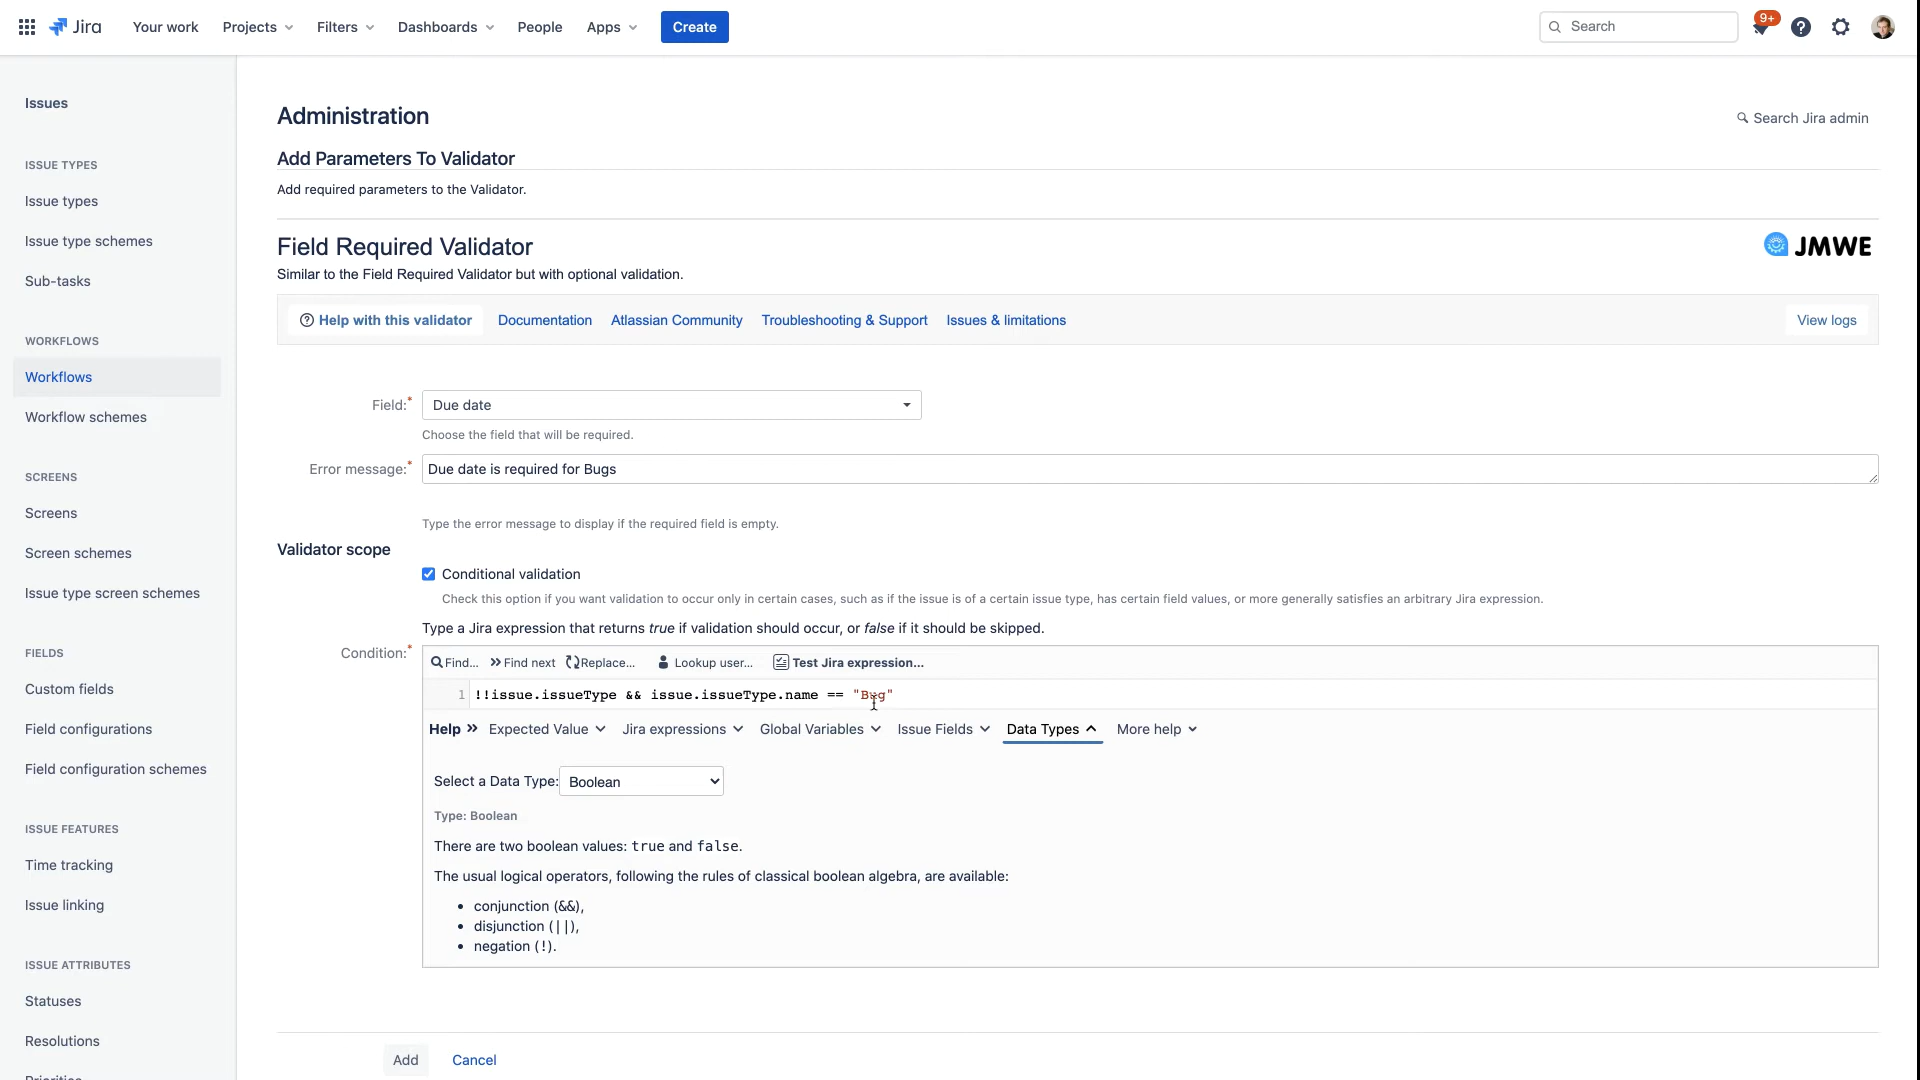 Jira Your work Projects Filters Dashboards People Apps Create Search 9+
Issues
ISSUE TYPES
Issue types
Issue type schemes
Sub-tasks
WORKFLOWS
Workflows
Workflow schemes
SCREENS
Screens
Screen schemes
Issue type screen schemes
FIELDS
Custom fields
Field configurations
Field configuration schemes
ISSUE FEATURES
Time tracking
Issue linking
ISSUE ATTRIBUTES
Statuses
Resolutions
Priorities
Administration
Search Jira admin
Add Parameters To Validator
Add required parameters to the Validator.
Field Required Validator
JMWE
Similar to the Field Required Validator but with optional validation.
Help with this validator Documentation Atlassian Community Troubleshooting & Support Issues & limitations View logs
Field:* Due date
Choose the field that will be required.
Error message:* Due date is required for Bugs
Type the error message to display if the required field is empty.
Validator scope
Conditional validation
Check this option if you want validation to occur only in certain cases, such as if the issue is of a certain issue type, has certain field values, or more generally satisfies an arbitrary Jira expression.
Type a Jira expression that returns true if validation should occur, or false if it should be skipped.
Condition:*
Find... Find next Replace... Lookup user... Test Jira expression...
1 !!issue.issueType && issue.issueType.name == "Bug"
Help Expected Value Jira expressions Global Variables Issue Fields Data Types More help
Select a Data Type: Boolean
Type: Boolean
There are two boolean values: true and false.
The usual logical operators, following the rules of classical boolean algebra, are available:
• conjunction (&&),
• disjunction (||),
• negation (!).
Add Cancel